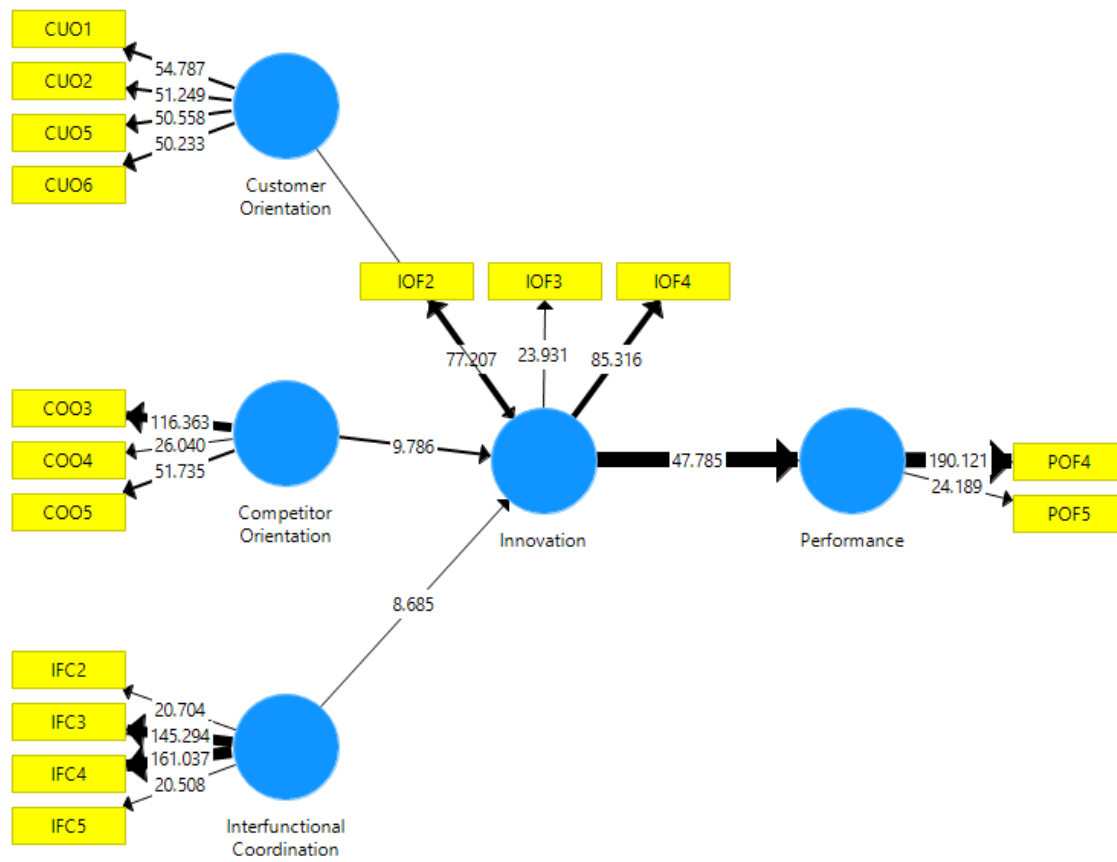 CUO1
CUO2
CUO5
CUO6
54.787
51.249
50.558
50.233
Customer
Orientation
IOF2
IOF3
IOF4
77.207
23.931
85.316
COO3
COO4
COO5
116.363
26.040
51.735
Competitor
Orientation
9.786
Innovation
47.785
Performance
190.121
24.189
POF4
POF5
8.685
IFC2
IFC3
IFC4
IFC5
20.704
145.294
161.037
20.508
Interfunctional
Coordination